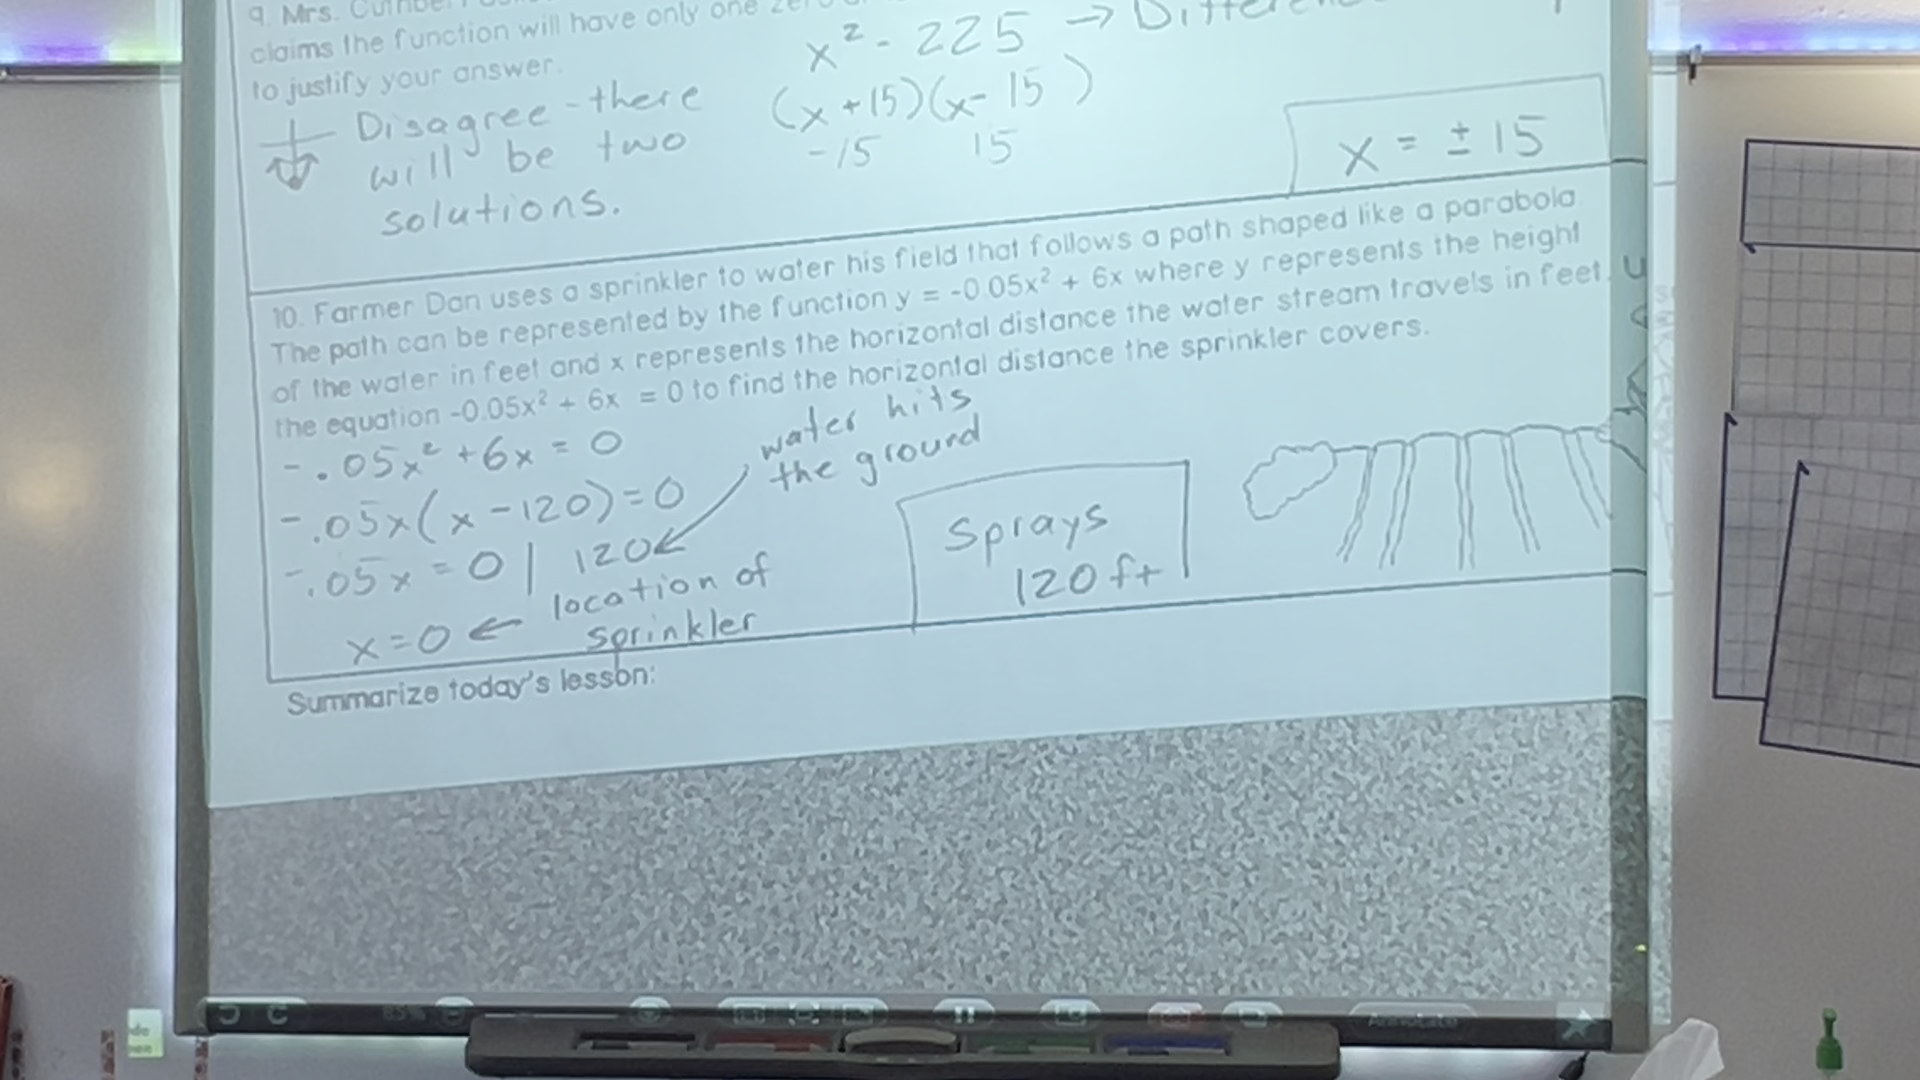 9. Mrs.
claims the function will have only one
to justify your answer.
x² - 225 → Differen
(x + 15)(x - 15)
-15 15
Disagree - there
will be two
solutions.
x = ± 15
10. Farmer Dan uses a sprinkler to water his field that follows a path shaped like a parabola.
The path can be represented by the function y = -0.05x² + 6x where y represents the height
of the water in feet and x represents the horizontal distance the water stream travels in feet.
the equation -0.05x² + 6x = 0 to find the horizontal distance the sprinkler covers.
-.05x² + 6x = 0
-.05x(x - 120) = 0
-.05x = 0 | 120
x = 0 ← location of
sprinkler
water hits
the ground
Sprays
120 ft
Summarize today's lesson:
85%
Annotate